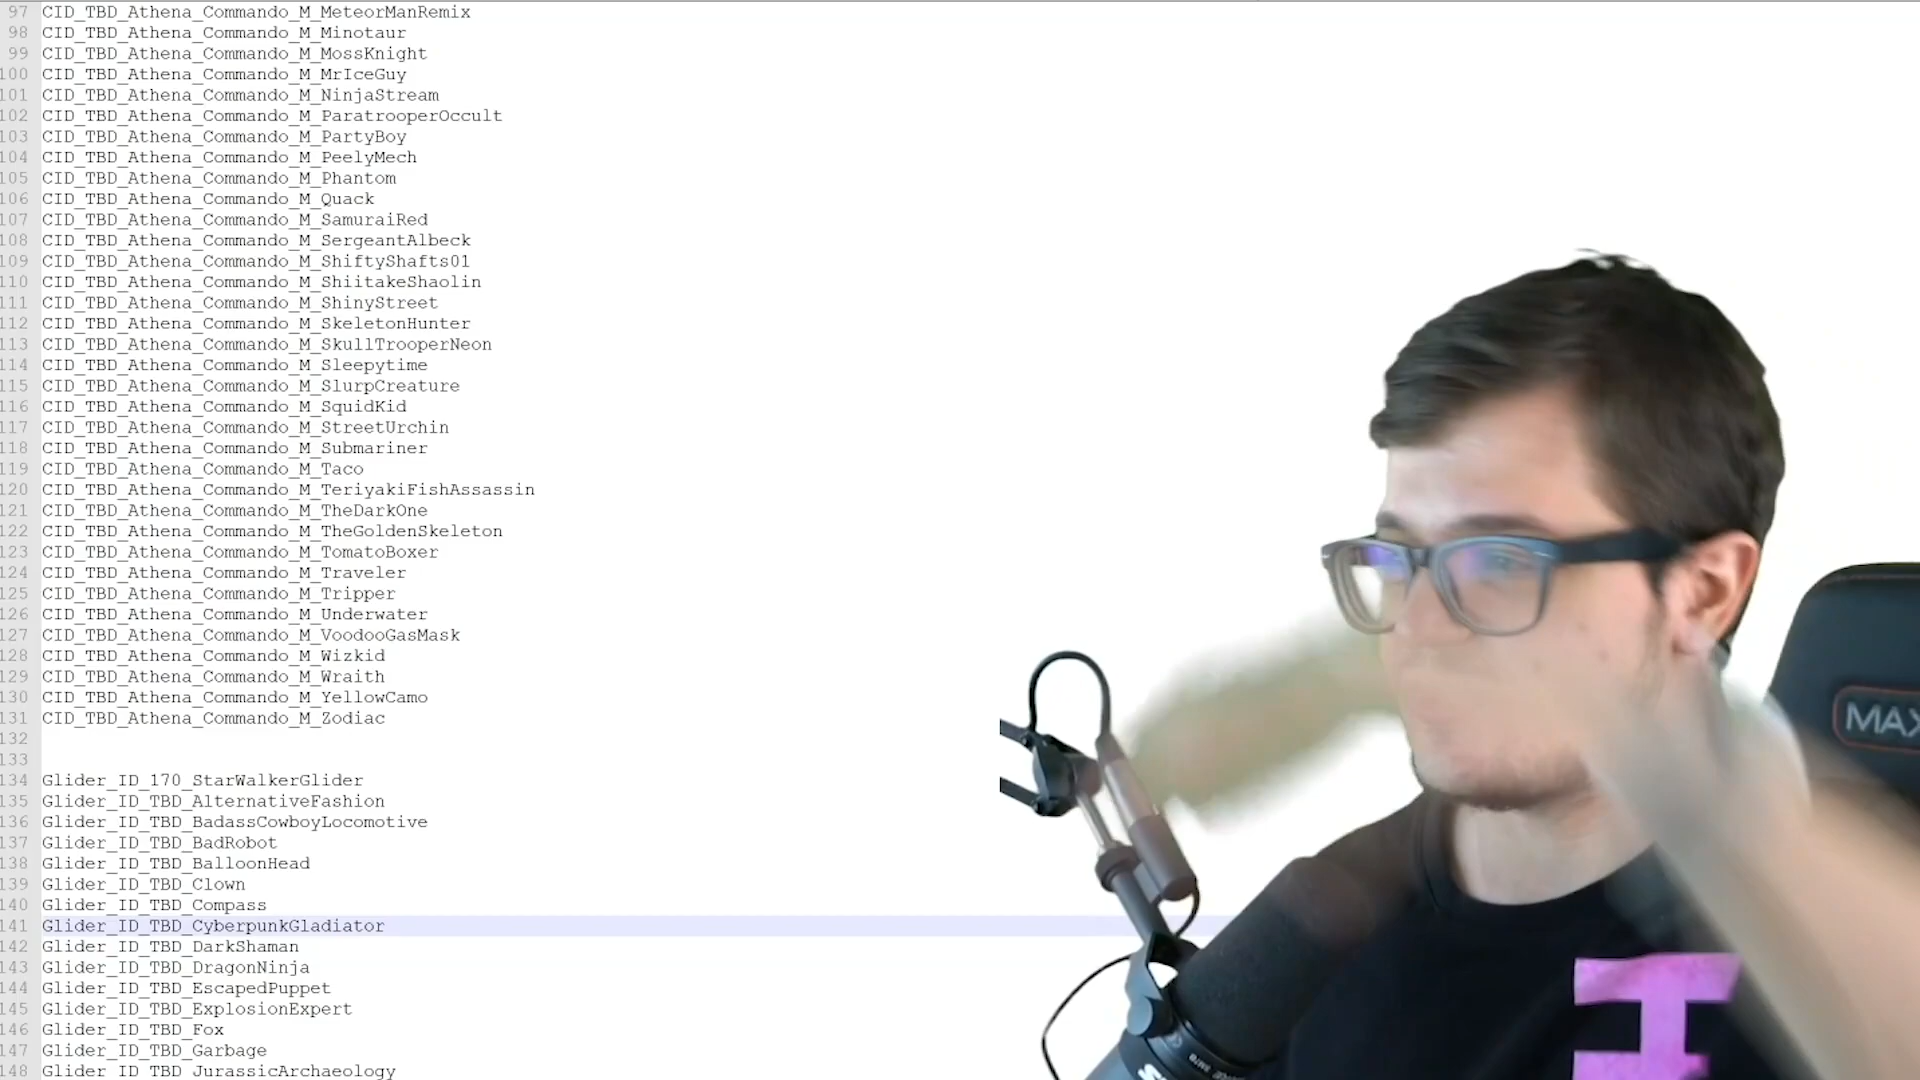 97 CID_TBD_Athena_Commando_M_MeteorManRemix
98 CID_TBD_Athena_Commando_M_Minotaur
99 CID_TBD_Athena_Commando_M_MossKnight
100 CID_TBD_Athena_Commando_M_MrIceGuy
101 CID_TBD_Athena_Commando_M_NinjaStream
102 CID_TBD_Athena_Commando_M_ParatrooperOccult
103 CID_TBD_Athena_Commando_M_PartyBoy
104 CID_TBD_Athena_Commando_M_PeelyMech
105 CID_TBD_Athena_Commando_M_Phantom
106 CID_TBD_Athena_Commando_M_Quack
107 CID_TBD_Athena_Commando_M_SamuraiRed
108 CID_TBD_Athena_Commando_M_SergeantAlbeck
109 CID_TBD_Athena_Commando_M_ShiftyShafts01
110 CID_TBD_Athena_Commando_M_ShiitakeShaolin
111 CID_TBD_Athena_Commando_M_ShinyStreet
112 CID_TBD_Athena_Commando_M_SkeletonHunter
113 CID_TBD_Athena_Commando_M_SkullTrooperNeon
114 CID_TBD_Athena_Commando_M_Sleepytime
115 CID_TBD_Athena_Commando_M_SlurpCreature
116 CID_TBD_Athena_Commando_M_SquidKid
117 CID_TBD_Athena_Commando_M_StreetUrchin
118 CID_TBD_Athena_Commando_M_Submariner
119 CID_TBD_Athena_Commando_M_Taco
120 CID_TBD_Athena_Commando_M_TeriyakiFishAssassin
121 CID_TBD_Athena_Commando_M_TheDarkOne
122 CID_TBD_Athena_Commando_M_TheGoldenSkeleton
123 CID_TBD_Athena_Commando_M_TomatoBoxer
124 CID_TBD_Athena_Commando_M_Traveler
125 CID_TBD_Athena_Commando_M_Tripper
126 CID_TBD_Athena_Commando_M_Underwater
127 CID_TBD_Athena_Commando_M_VoodooGasMask
128 CID_TBD_Athena_Commando_M_Wizkid
129 CID_TBD_Athena_Commando_M_Wraith
130 CID_TBD_Athena_Commando_M_YellowCamo
131 CID_TBD_Athena_Commando_M_Zodiac
132
133
134 Glider_ID_170_StarWalkerGlider
135 Glider_ID_TBD_AlternativeFashion
136 Glider_ID_TBD_BadassCowboyLocomotive
137 Glider_ID_TBD_BadRobot
138 Glider_ID_TBD_BalloonHead
139 Glider_ID_TBD_Clown
140 Glider_ID_TBD_Compass
141 Glider_ID_TBD_CyberpunkGladiator
142 Glider_ID_TBD_DarkShaman
143 Glider_ID_TBD_DragonNinja
144 Glider_ID_TBD_EscapedPuppet
145 Glider_ID_TBD_ExplosionExpert
146 Glider_ID_TBD_Fox
147 Glider_ID_TBD_Garbage
148 Glider_ID_TBD_JurassicArchaeology
MAX